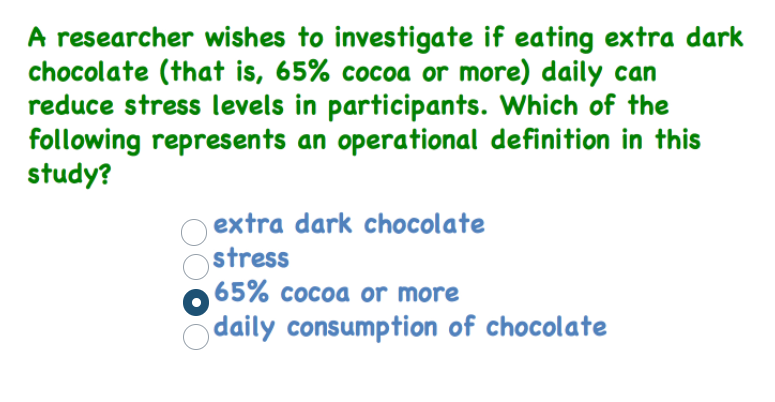 A researcher wishes to investigate if eating extra dark
chocolate (that is, 65% cocoa or more) daily can
reduce stress levels in participants. Which of the
following represents an operational definition in this
study?
extra dark chocolate
stress
65% cocoa or more
daily consumption of chocolate